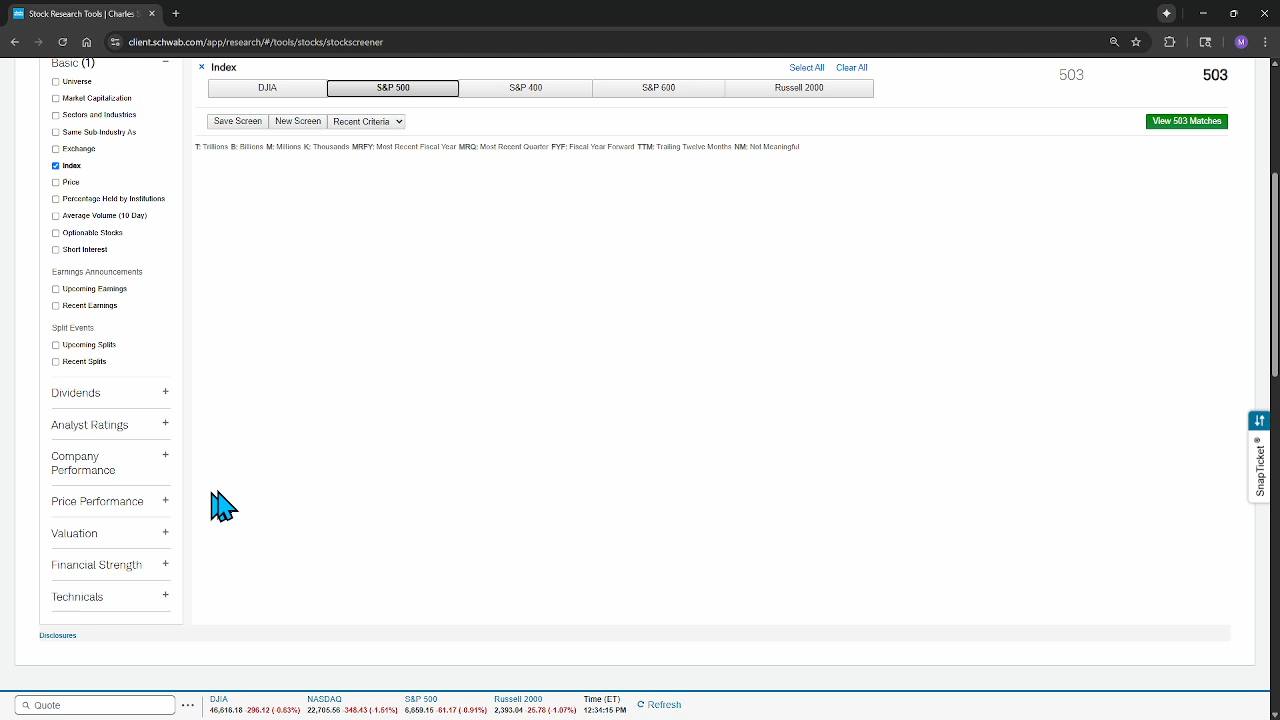 Stock Research Tools | Charles S
client.schwab.com/app/research/#/tools/stocks/stockscreener
M
Basic (1)
Universe
Market Capitalization
Sectors and Industries
Same Sub-Industry As
Exchange
Index
Price
Percentage Held by Institutions
Average Volume (10 Day)
Optionable Stocks
Short Interest
Earnings Announcements
Upcoming Earnings
Recent Earnings
Split Events
Upcoming Splits
Recent Splits
Dividends +
Analyst Ratings +
Company Performance +
Price Performance +
Valuation +
Financial Strength +
Technicals +
Disclosures
× Index Select All Clear All 503 503
DJIA S&P 500 S&P 400 S&P 600 Russell 2000
Save Screen New Screen Recent Criteria View 503 Matches
T: Trillions B: Billions M: Millions K: Thousands MRFY: Most Recent Fiscal Year MRQ: Most Recent Quarter FYF: Fiscal Year Forward TTM: Trailing Twelve Months NM: Not Meaningful
SnapTicket®
Quote
DJIA NASDAQ S&P 500 Russell 2000 Time (ET)
46,616.18 -296.12 (-0.63%) 22,705.56 -348.43 (-1.51%) 6,659.15 -61.17 (-0.91%) 2,393.04 -25.78 (-1.07%) 12:34:15 PM Refresh